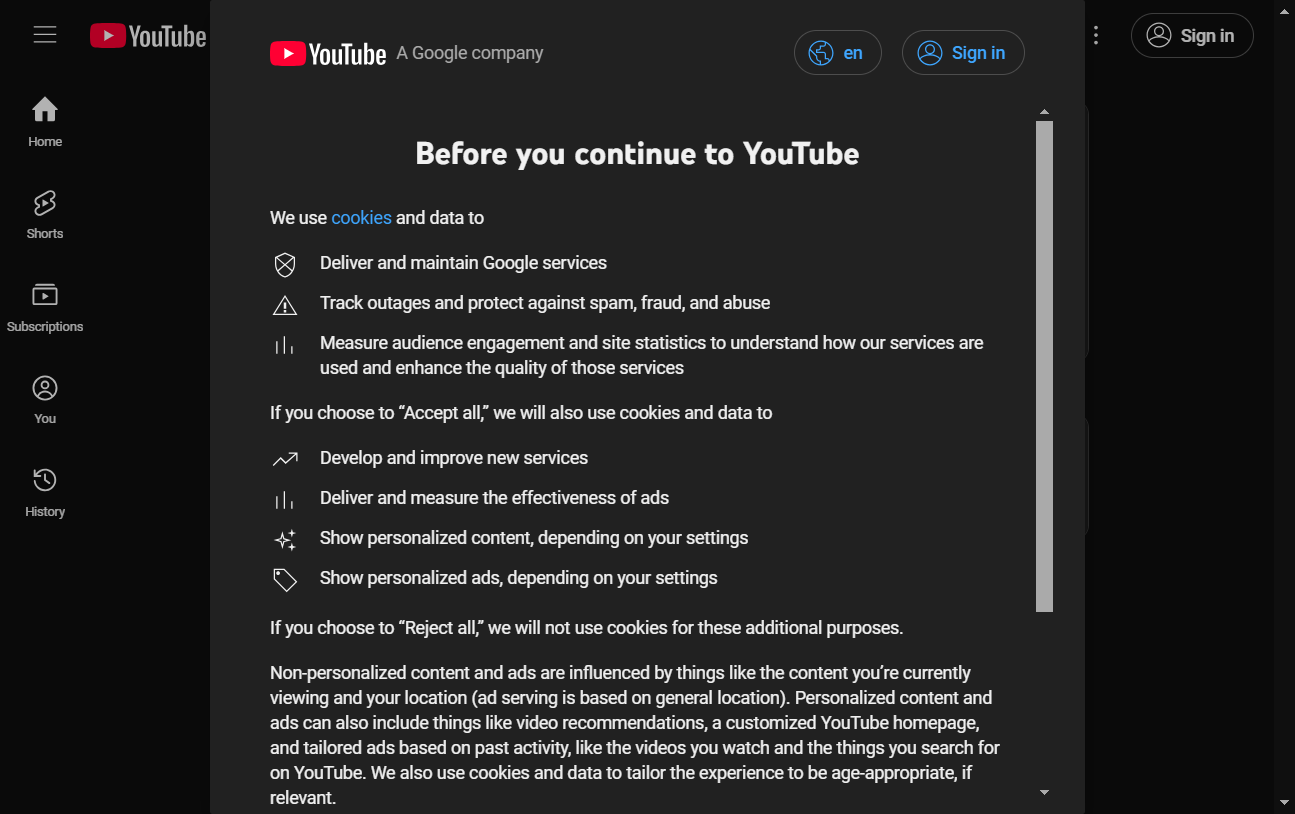 YouTube
Sign in
Home
Shorts
Subscriptions
You
History
YouTube A Google company
en
Sign in
Before you continue to YouTube
We use cookies and data to
Deliver and maintain Google services
Track outages and protect against spam, fraud, and abuse
Measure audience engagement and site statistics to understand how our services are
used and enhance the quality of those services
If you choose to “Accept all,” we will also use cookies and data to
Develop and improve new services
Deliver and measure the effectiveness of ads
Show personalized content, depending on your settings
Show personalized ads, depending on your settings
If you choose to “Reject all,” we will not use cookies for these additional purposes.
Non-personalized content and ads are influenced by things like the content you’re currently
viewing and your location (ad serving is based on general location). Personalized content and
ads can also include things like video recommendations, a customized YouTube homepage,
and tailored ads based on past activity, like the videos you watch and the things you search for
on YouTube. We also use cookies and data to tailor the experience to be age-appropriate, if
relevant.